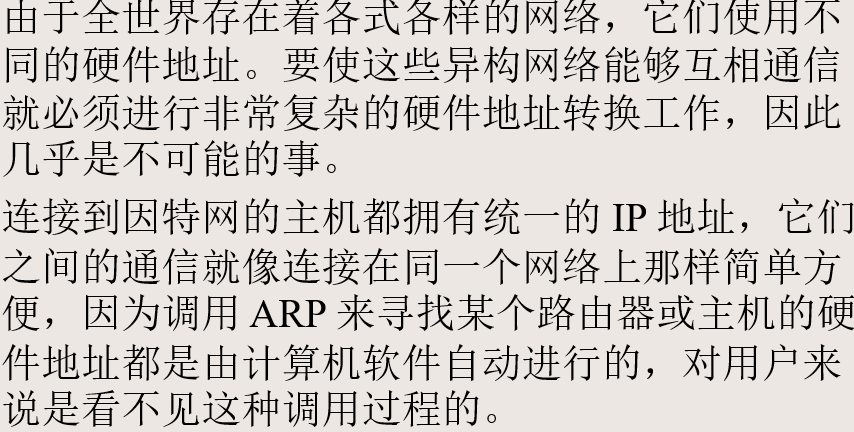 由于全世界存在着各式各样的网络，它们使用不
同的硬件地址。要使这些异构网络能够互相通信
就必须进行非常复杂的硬件地址转换工作，因此
几乎是不可能的事。
连接到因特网的主机都拥有统一的 IP 地址，它们
之间的通信就像连接在同一个网络上那样简单方
便，因为调用 ARP 来寻找某个路由器或主机的硬
件地址都是由计算机软件自动进行的，对用户来
说是看不见这种调用过程的。